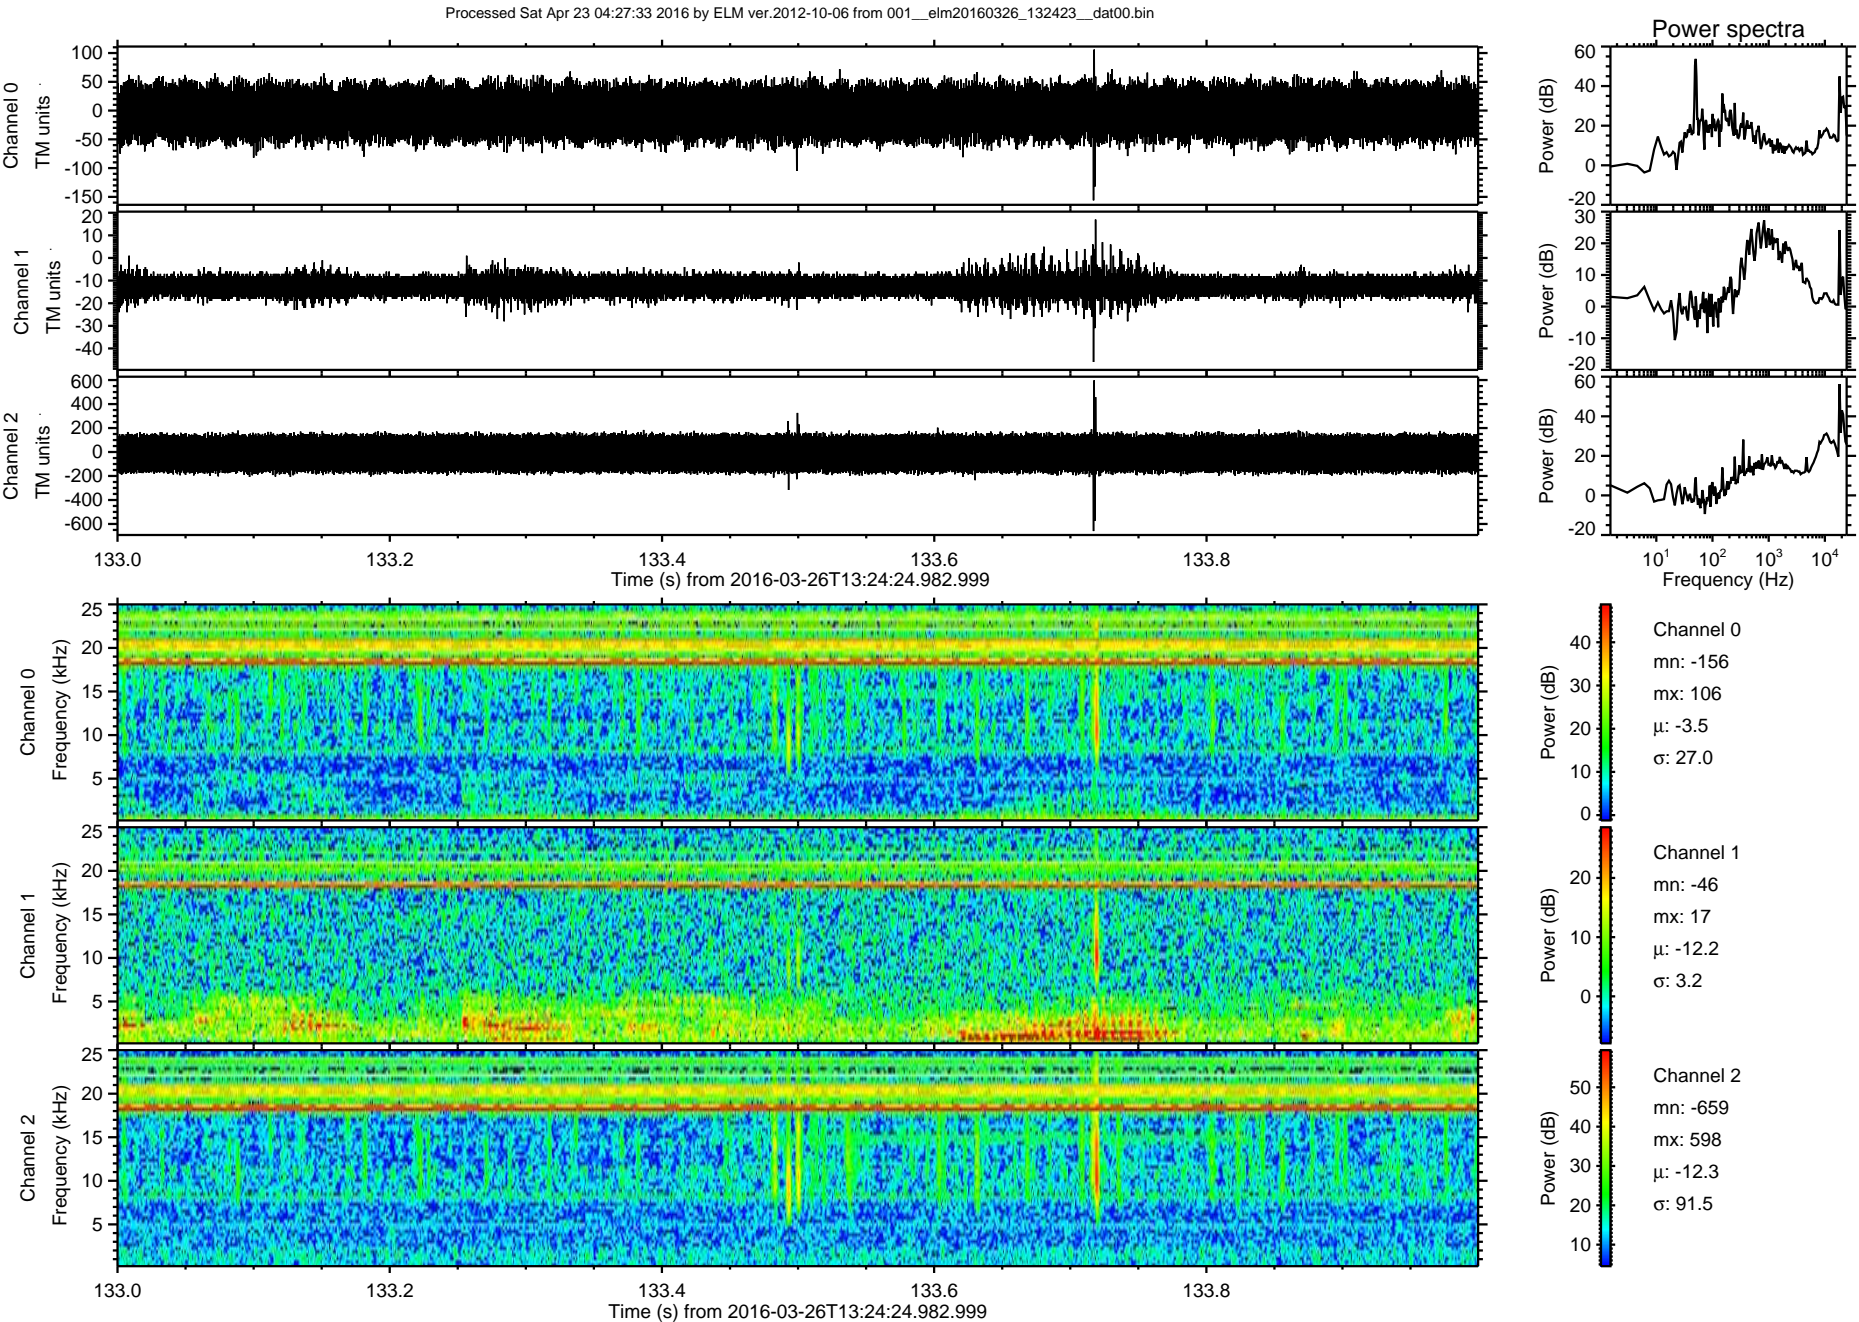 Processed Sat Apr 23 04:27:33 2016 by ELM ver.2012-10-06 from 001__elm20160326_132423__dat00.bin
Power spectra
Channel 0
TM units
100
50
0
-50
-100
-150
Power (dB)
60
40
20
0
-20
Channel 1
TM units
20
10
0
-10
-20
-30
-40
Power (dB)
30
20
10
0
-10
-20
Channel 2
TM units
600
400
200
0
-200
-400
-600
Power (dB)
60
40
20
0
-20
133.0 133.2 133.4 133.6 133.8
Time (s) from 2016-03-26T13:24:24.982.999
10¹ 10² 10³ 10⁴
Frequency (Hz)
Channel 0
Frequency (kHz)
25
20
15
10
5
Power (dB)
40
30
20
10
0
Channel 0
mn: -156
mx: 106
μ: -3.5
σ: 27.0
Channel 1
Frequency (kHz)
25
20
15
10
5
Power (dB)
20
10
0
Channel 1
mn: -46
mx: 17
μ: -12.2
σ: 3.2
Channel 2
Frequency (kHz)
25
20
15
10
5
Power (dB)
50
40
30
20
10
Channel 2
mn: -659
mx: 598
μ: -12.3
σ: 91.5
133.0 133.2 133.4 133.6 133.8
Time (s) from 2016-03-26T13:24:24.982.999